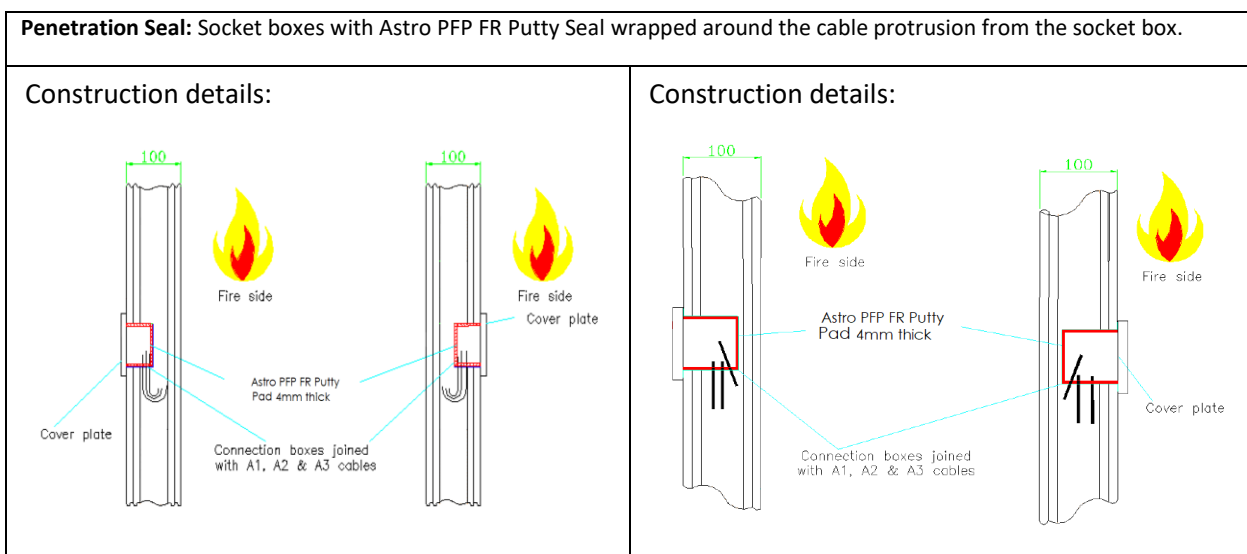 Penetration Seal: Socket boxes with Astro PFP FR Putty Seal wrapped around the cable protrusion from the socket box.
Construction details:
100
100
Fire side
Fire side
Cover plate
Astro PFP FR Putty
Pad 4mm thick
Cover plate
Connection boxes joined
with A1, A2 & A3 cables
Construction details:
100
100
Fire side
Fire side
Astro PFP FR Putty
Pad 4mm thick
Cover plate
Connection boxes joined
with A1, A2 & A3 cables